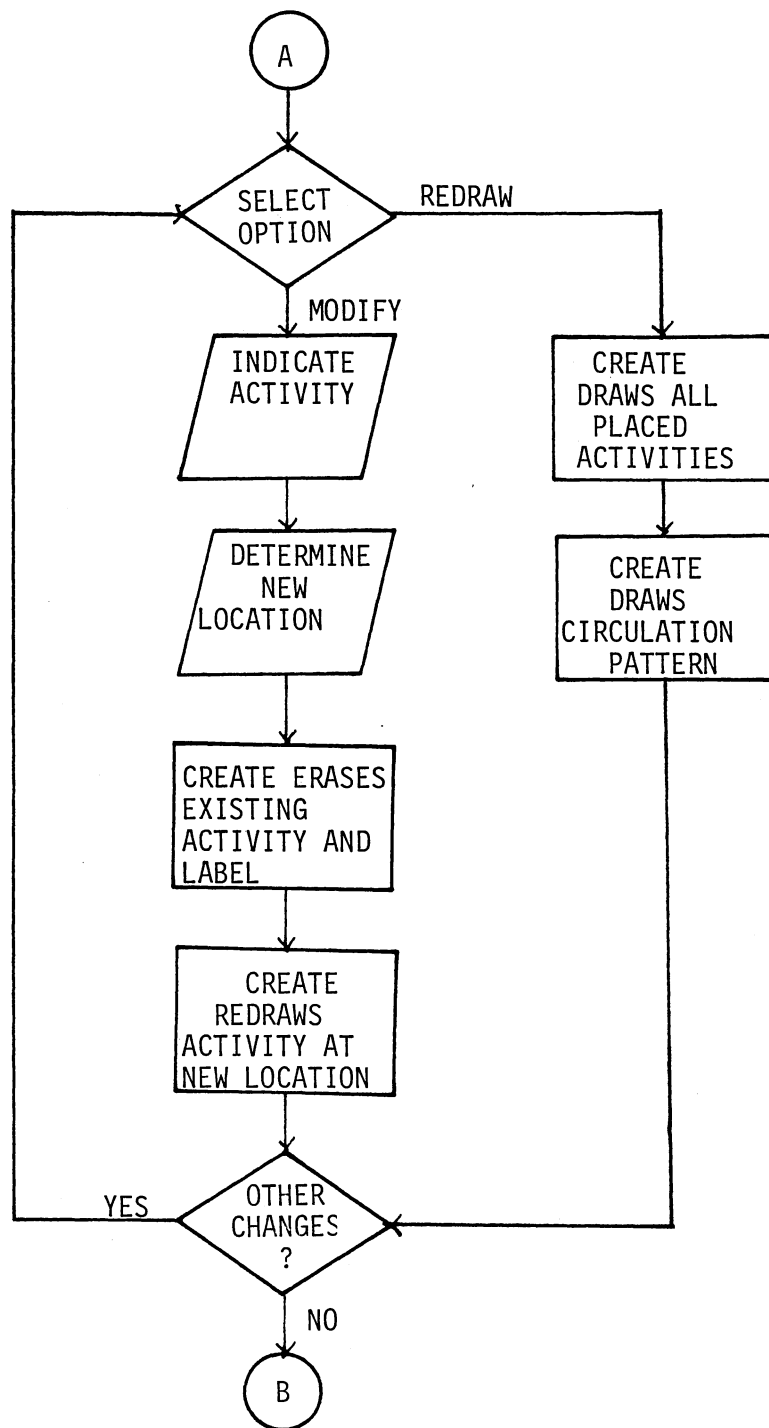 A
SELECT
OPTION
REDRAW
MODIFY
INDICATE
ACTIVITY
DETERMINE
NEW
LOCATION
CREATE ERASES
EXISTING
ACTIVITY AND
LABEL
CREATE
REDRAWS
ACTIVITY AT
NEW LOCATION
CREATE
DRAWS ALL
PLACED
ACTIVITIES
CREATE
DRAWS
CIRCULATION
PATTERN
OTHER
CHANGES
?
YES
NO
B